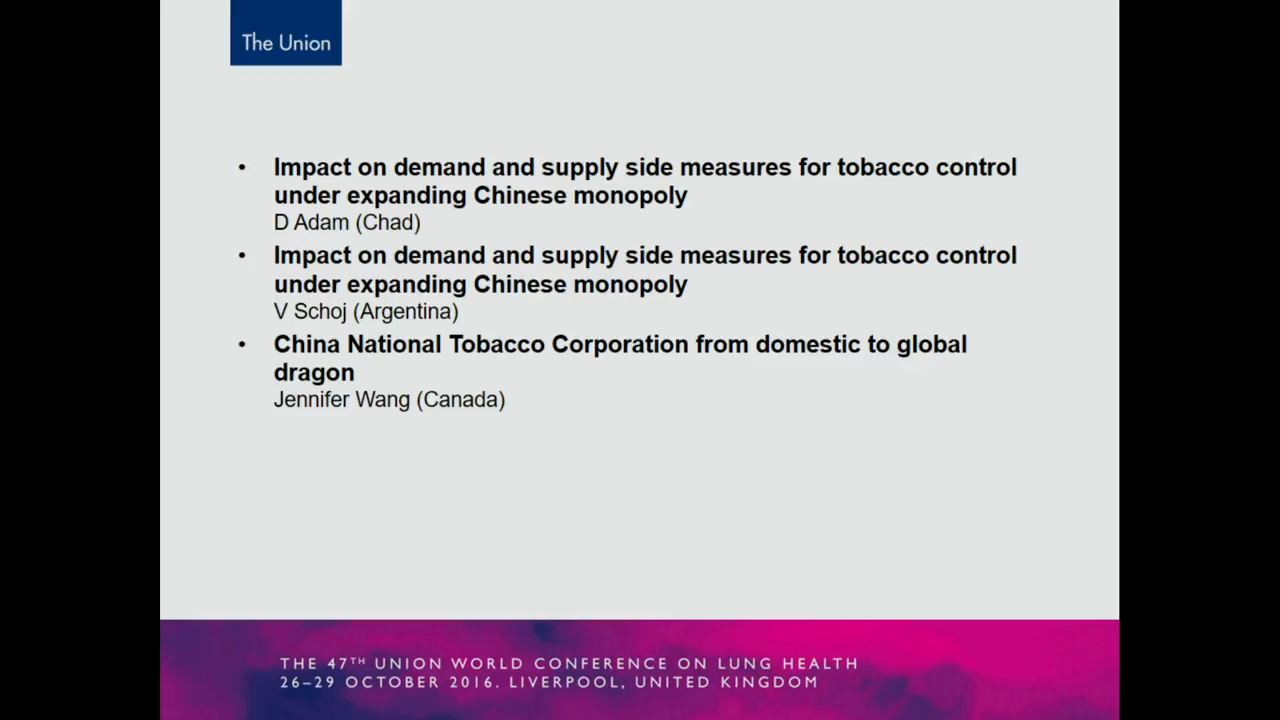 The Union
• Impact on demand and supply side measures for tobacco control
under expanding Chinese monopoly
D Adam (Chad)
• Impact on demand and supply side measures for tobacco control
under expanding Chinese monopoly
V Schoj (Argentina)
• China National Tobacco Corporation from domestic to global
dragon
Jennifer Wang (Canada)
THE 47TH UNION WORLD CONFERENCE ON LUNG HEALTH
26–29 OCTOBER 2016. LIVERPOOL, UNITED KINGDOM